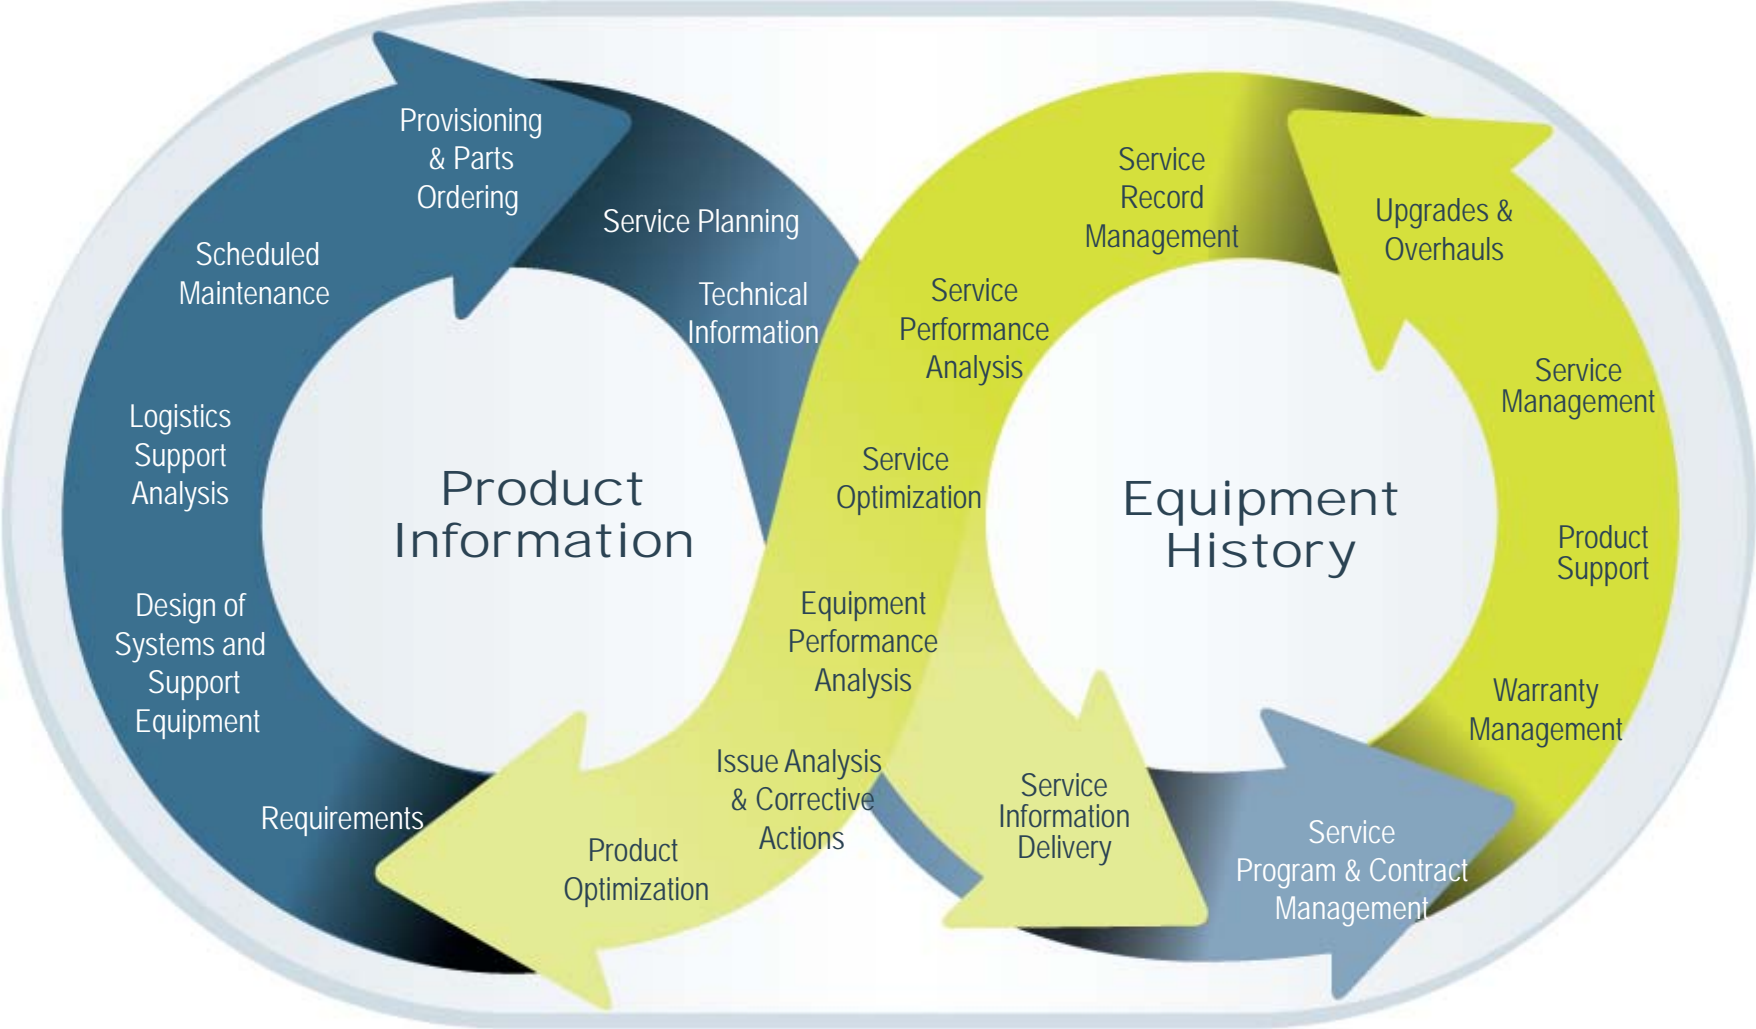 Provisioning
& Parts
Ordering
Service Planning
Technical
Information
Scheduled
Maintenance
Logistics
Support
Analysis
Design of
Systems and
Support
Equipment
Requirements
Product
Information
Service
Record
Management
Service
Performance
Analysis
Service
Optimization
Equipment
Performance
Analysis
Issue Analysis
& Corrective
Actions
Product
Optimization
Equipment
History
Upgrades &
Overhauls
Service
Management
Product
Support
Warranty
Management
Service
Information
Delivery
Service
Program & Contract
Management